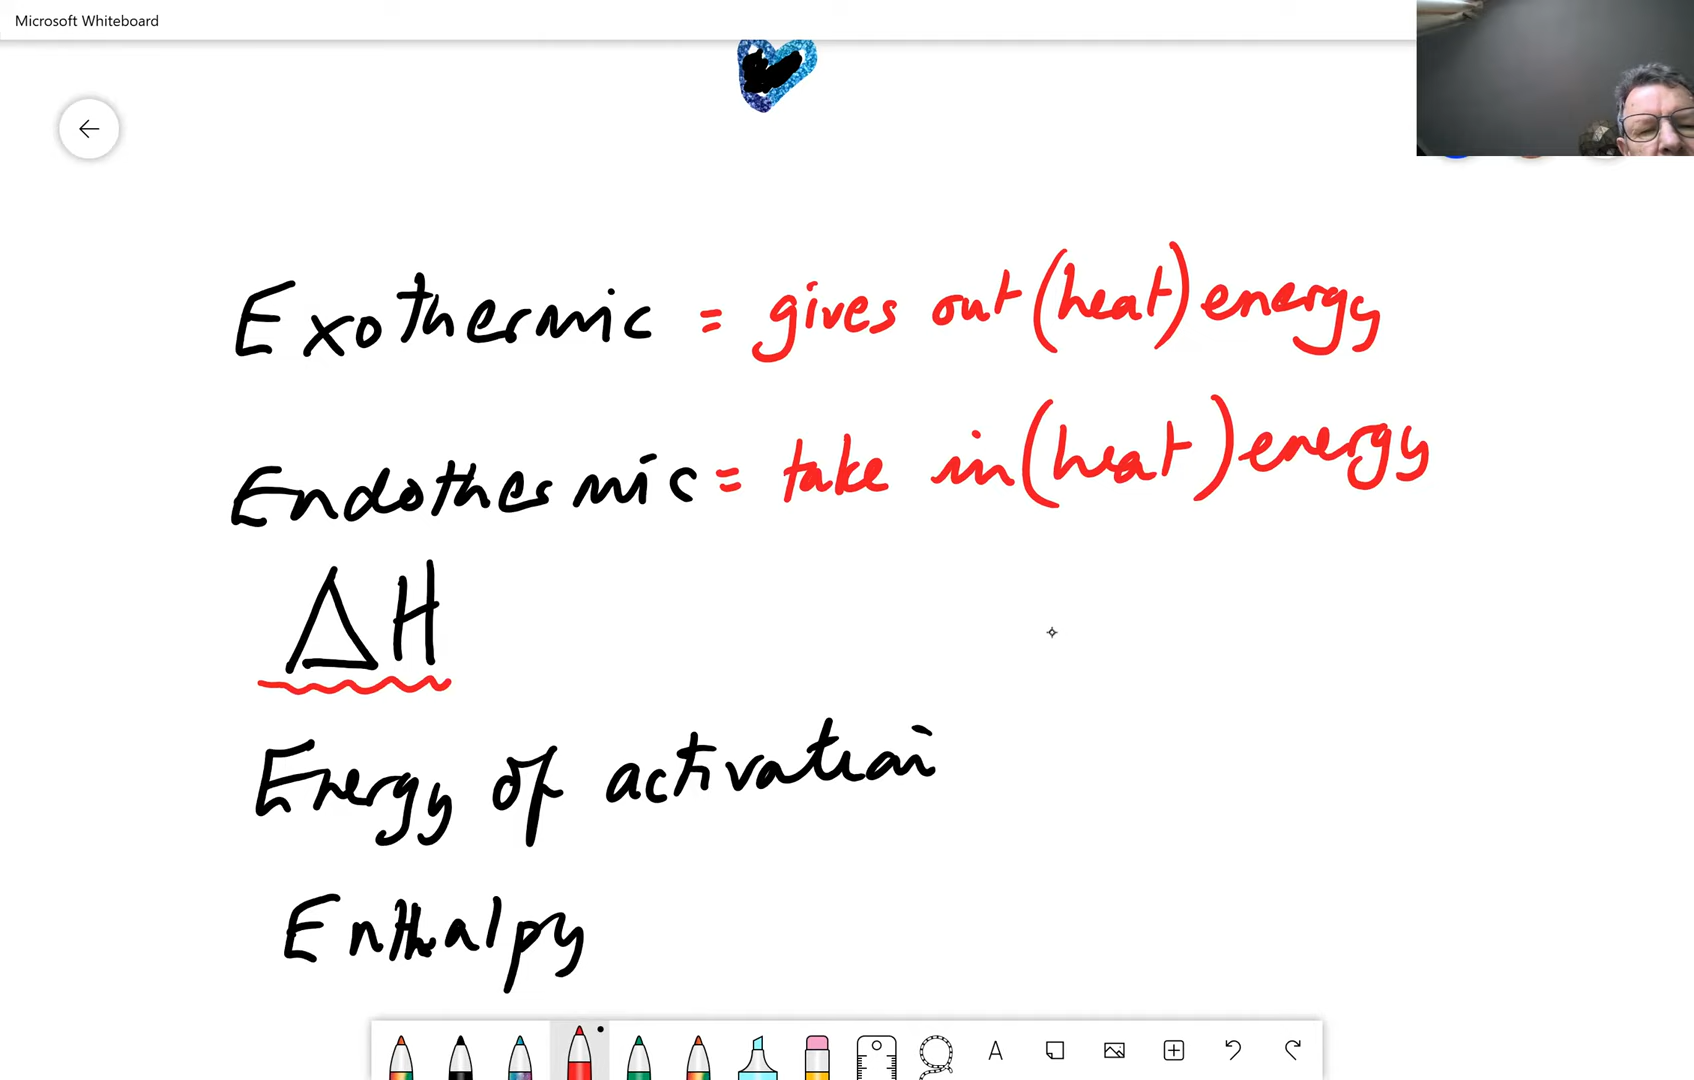 Microsoft Whiteboard
Exothermic = gives out (heat) energy
Endothermic = take in (heat) energy
ΔH
Energy of activation
Enthalpy
A